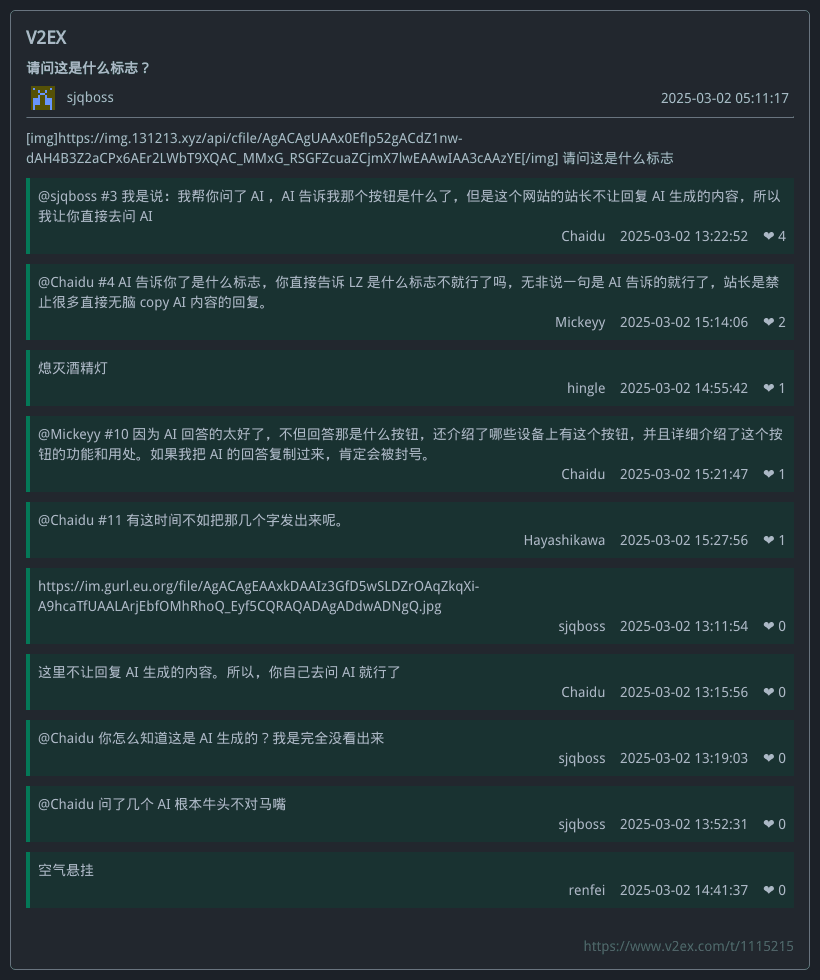 V2EX
请问这是什么标志？
sjqboss
2025-03-02 05:11:17
[img]https://img.131213.xyz/api/cfile/AgACAgUAAx0Eflp52gACdZ1nw-
dAH4B3Z2aCPx6AEr2LWbT9XQAC_MMxG_RSGFZcuaZCjmX7lwEAAwIAA3cAAzYE[/img] 请问这是什么标志
@sjqboss #3 我是说：我帮你问了 AI ，AI 告诉我那个按钮是什么了，但是这个网站的站长不让回复 AI 生成的内容，所以
我让你直接去问 AI
Chaidu 2025-03-02 13:22:52 ❤ 4
@Chaidu #4 AI 告诉你了是什么标志，你直接告诉 LZ 是什么标志不就行了吗，无非说一句是 AI 告诉的就行了，站长是禁
止很多直接无脑 copy AI 内容的回复。
Mickeyy 2025-03-02 15:14:06 ❤ 2
熄灭酒精灯
hingle 2025-03-02 14:55:42 ❤ 1
@Mickeyy #10 因为 AI 回答的太好了，不但回答那是什么按钮，还介绍了哪些设备上有这个按钮，并且详细介绍了这个按
钮的功能和用处。如果我把 AI 的回答复制过来，肯定会被封号。
Chaidu 2025-03-02 15:21:47 ❤ 1
@Chaidu #11 有这时间不如把那几个字发出来呢。
Hayashikawa 2025-03-02 15:27:56 ❤ 1
https://im.gurl.eu.org/file/AgACAgEAAxkDAAIz3GfD5wSLDZrOAqZkqXi-
A9hcaTfUAALArjEbfOMhRhoQ_Eyf5CQRAQADAgADdwADNgQ.jpg
sjqboss 2025-03-02 13:11:54 ❤ 0
这里不让回复 AI 生成的内容。所以，你自己去问 AI 就行了
Chaidu 2025-03-02 13:15:56 ❤ 0
@Chaidu 你怎么知道这是 AI 生成的？我是完全没看出来
sjqboss 2025-03-02 13:19:03 ❤ 0
@Chaidu 问了几个 AI 根本牛头不对马嘴
sjqboss 2025-03-02 13:52:31 ❤ 0
空气悬挂
renfei 2025-03-02 14:41:37 ❤ 0
https://www.v2ex.com/t/1115215